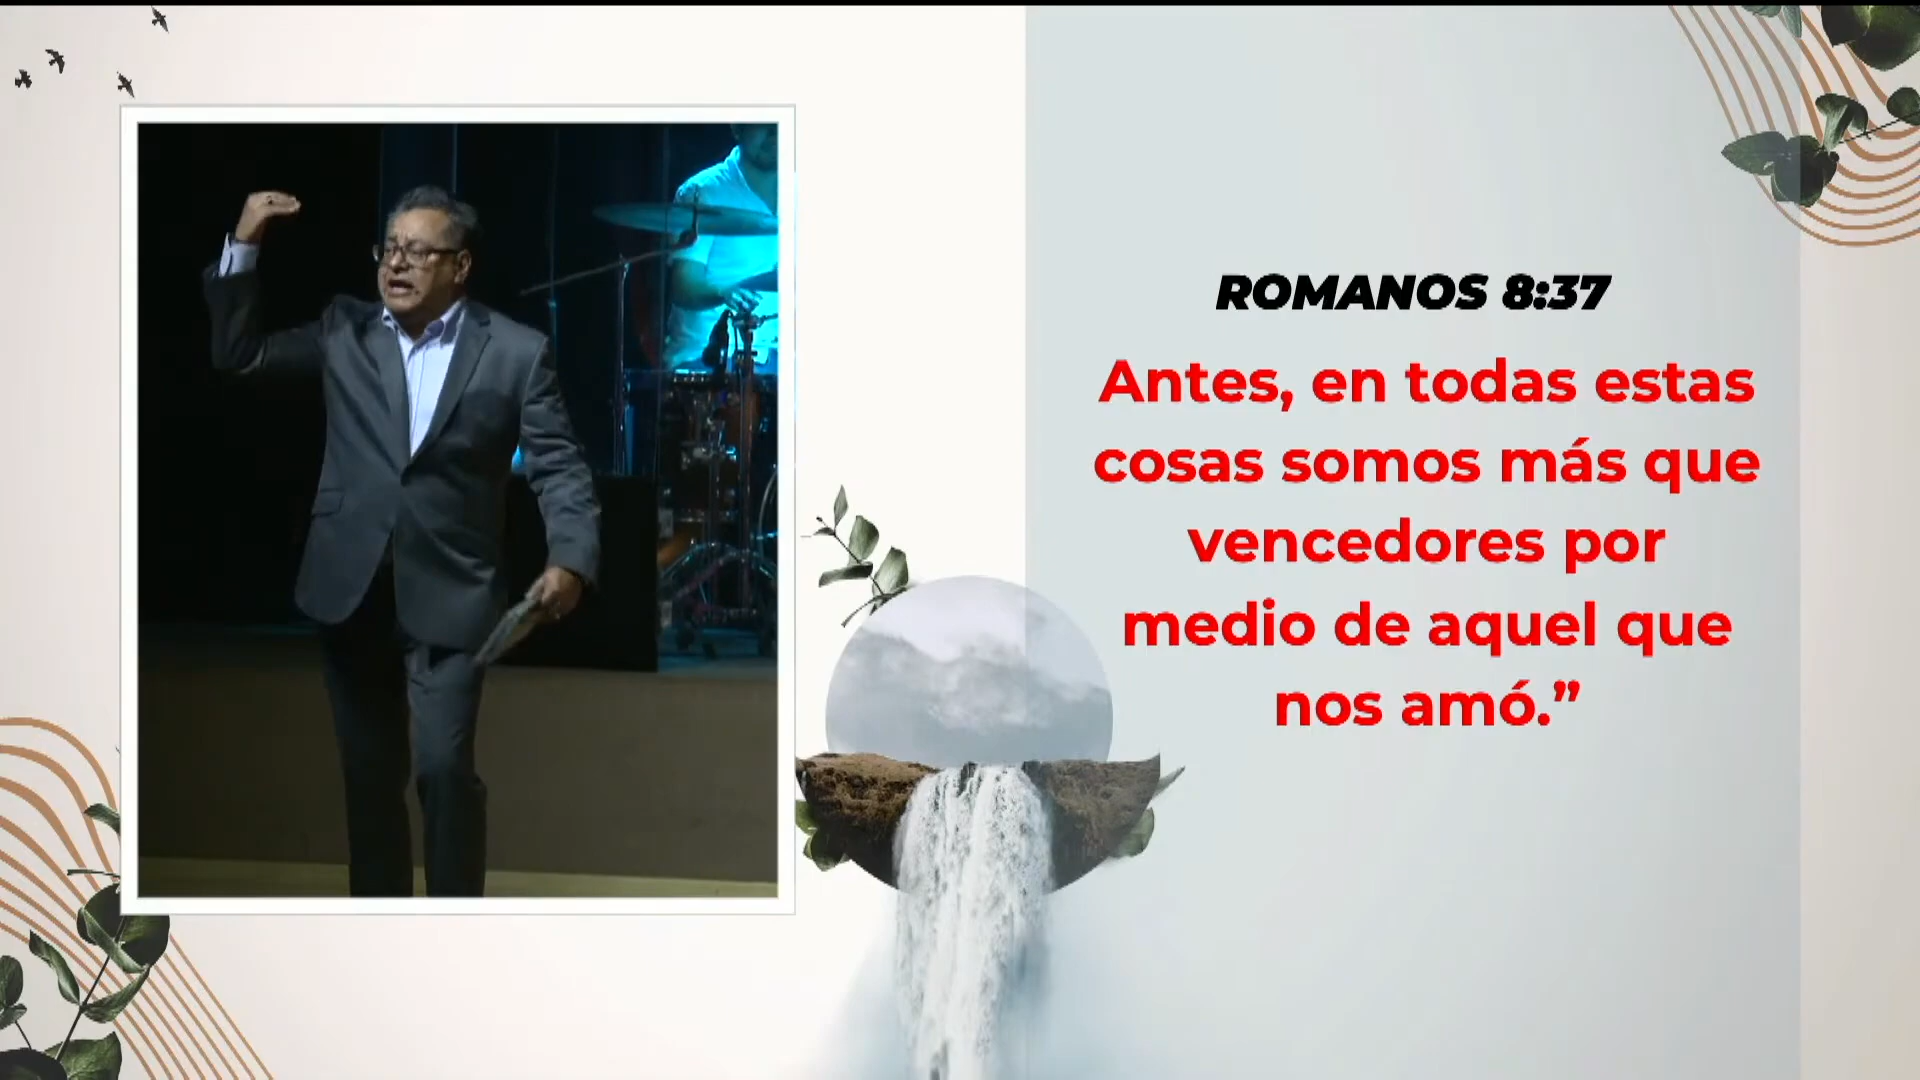 ROMANOS 8:37
Antes, en todas estas
cosas somos más que
vencedores por
medio de aquel que
nos amó.”